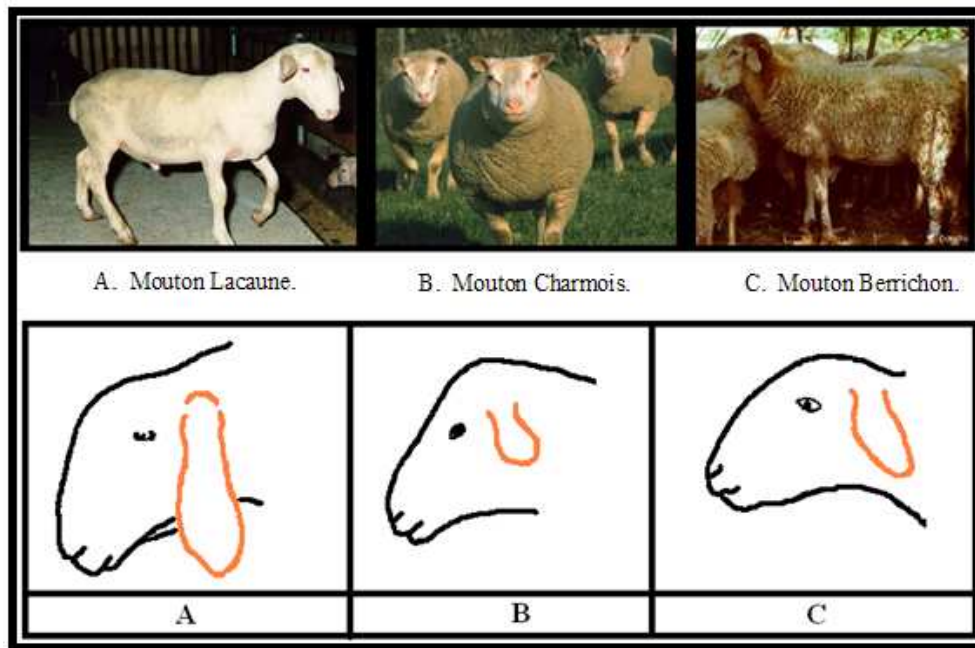 A. Mouton Lacaune.
B. Mouton Charmois.
C. Mouton Berrichon.
A
B
C